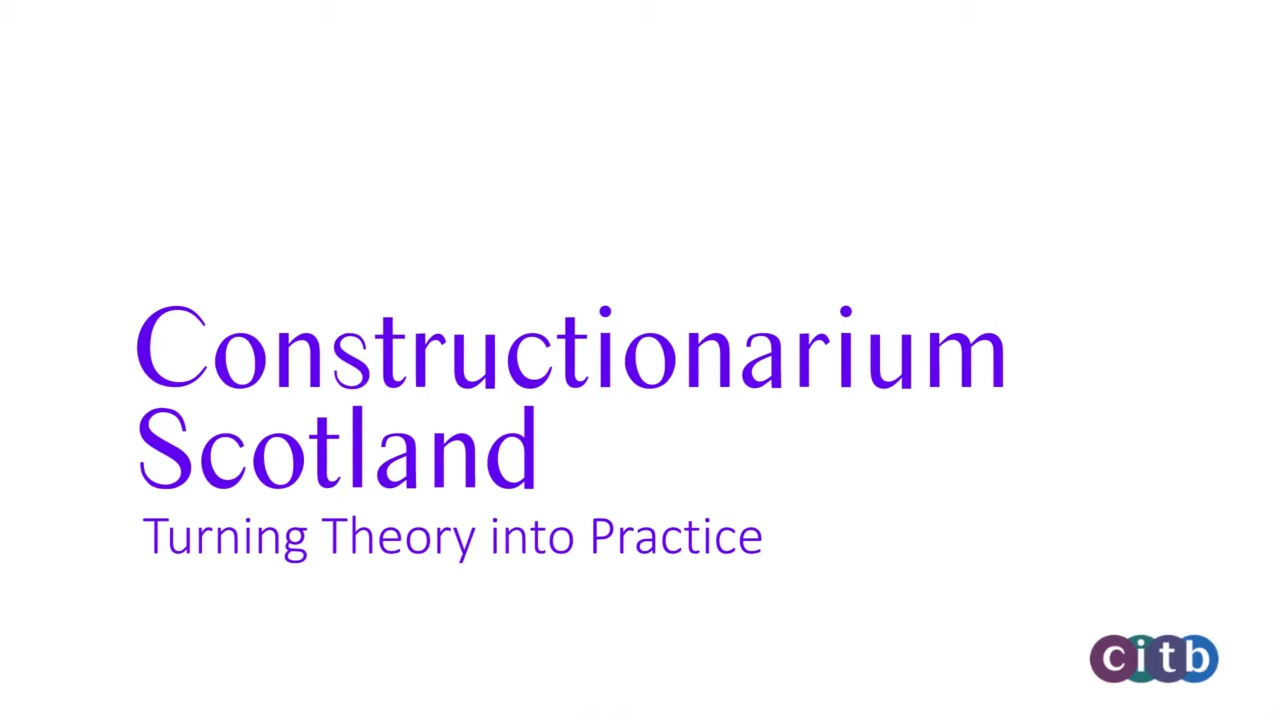 Constructionarium
Scotland
Turning Theory into Practice
citb